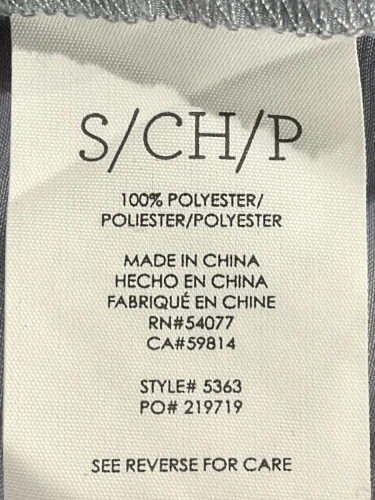 S/CH/P
100% POLYESTER/
POLIESTER/POLYESTER
MADE IN CHINA
HECHO EN CHINA
FABRIQUÉ EN CHINE
RN#54077
CA#59814
STYLE# 5363
PO# 219719
SEE REVERSE FOR CARE